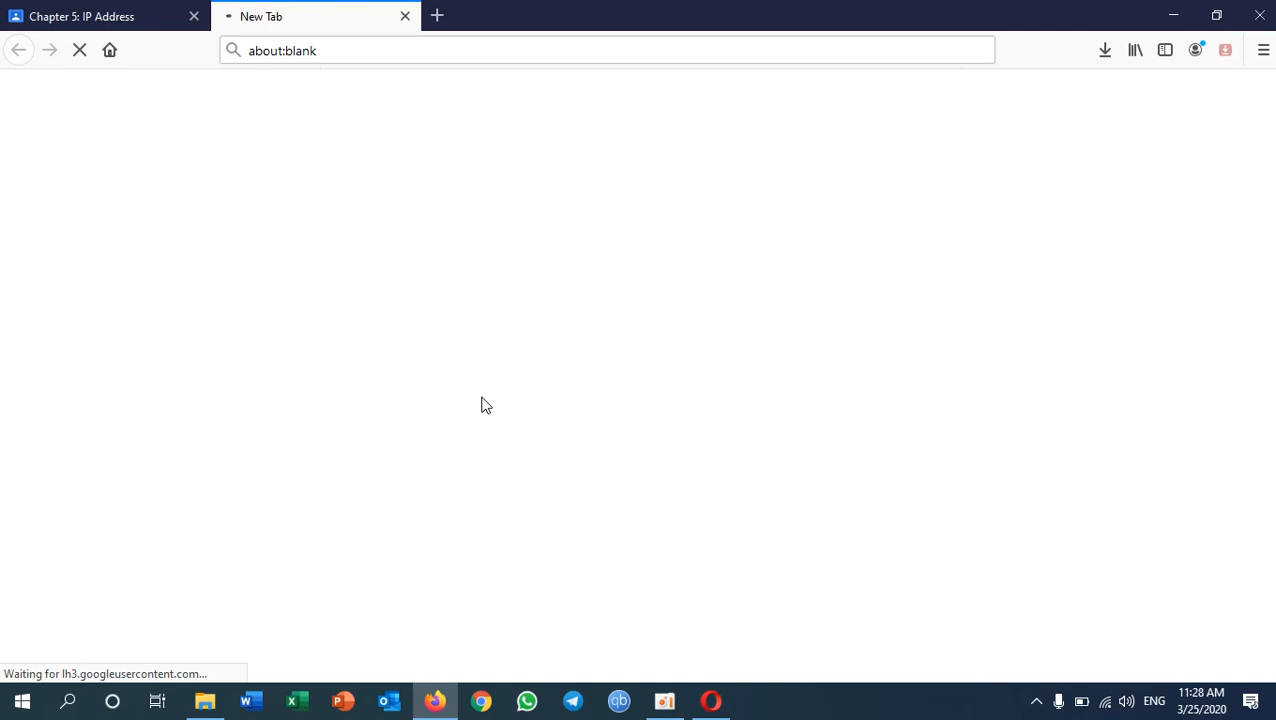 Chapter 5: IP Address
New Tab
about:blank
Waiting for lh3.googleusercontent.com...
ENG
11:28 AM
3/25/2020